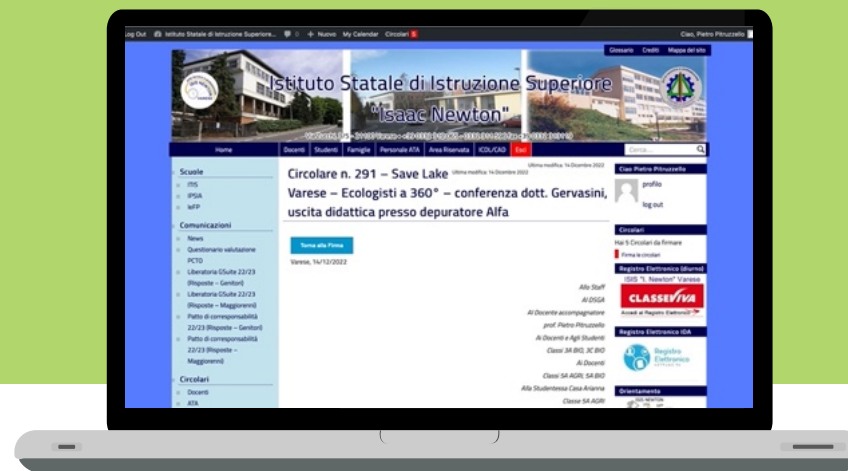 Log Out Istituto Statale di Istruzione Superiore... 0 + Nuovo My Calendar Circolari 5 Ciao, Pietro Pitruzzello
Glossario Crediti Mappa del sito
Istituto Statale di Istruzione Superiore
"Isaac Newton"
Home Docenti Studenti Famiglie Personale ATA Area Riservata ICDL/CAD Esci Cerca...
Scuole
ITIS
IPSIA
IeFP
Comunicazioni
News
Questionario valutazione
PCTO
Liberatoria GSuite 22/23
(Risposte – Genitori)
Liberatoria GSuite 22/23
(Risposte – Maggiorenni)
Patto di corresponsabilità
22/23 (Risposte – Genitori)
Patto di corresponsabilità
22/23 (Risposte –
Maggiorenni)
Circolari
Docenti
ATA
Ultima modifica: 14 Dicembre 2022
Circolare n. 291 – Save Lake Ultima modifica: 14 Dicembre 2022
Varese – Ecologisti a 360° – conferenza dott. Gervasini,
uscita didattica presso depuratore Alfa
Torna alla Firma
Varese, 14/12/2022
Allo Staff
Al DSGA
Al Docente accompagnatore
prof. Pietro Pitruzzello
Ai Docenti e Agli Studenti
Classi 3A BIO, 3C BIO
Ai Docenti
Classi 5A AGRI, 5A BIO
Alla Studentessa Casa Arianna
Classe 5A AGRI
Ciao Pietro Pitruzzello
profilo
log out
Circolari
Hai 5 Circolari da firmare
Firma le circolari
Registro Elettronico (diurno)
ISIS "I. Newton" Varese
CLASSEVIVA
Accedi al Registro Elettronico
Registro Elettronico IDA
Registro
Elettronico
Orientamento
ISIS NEWTON